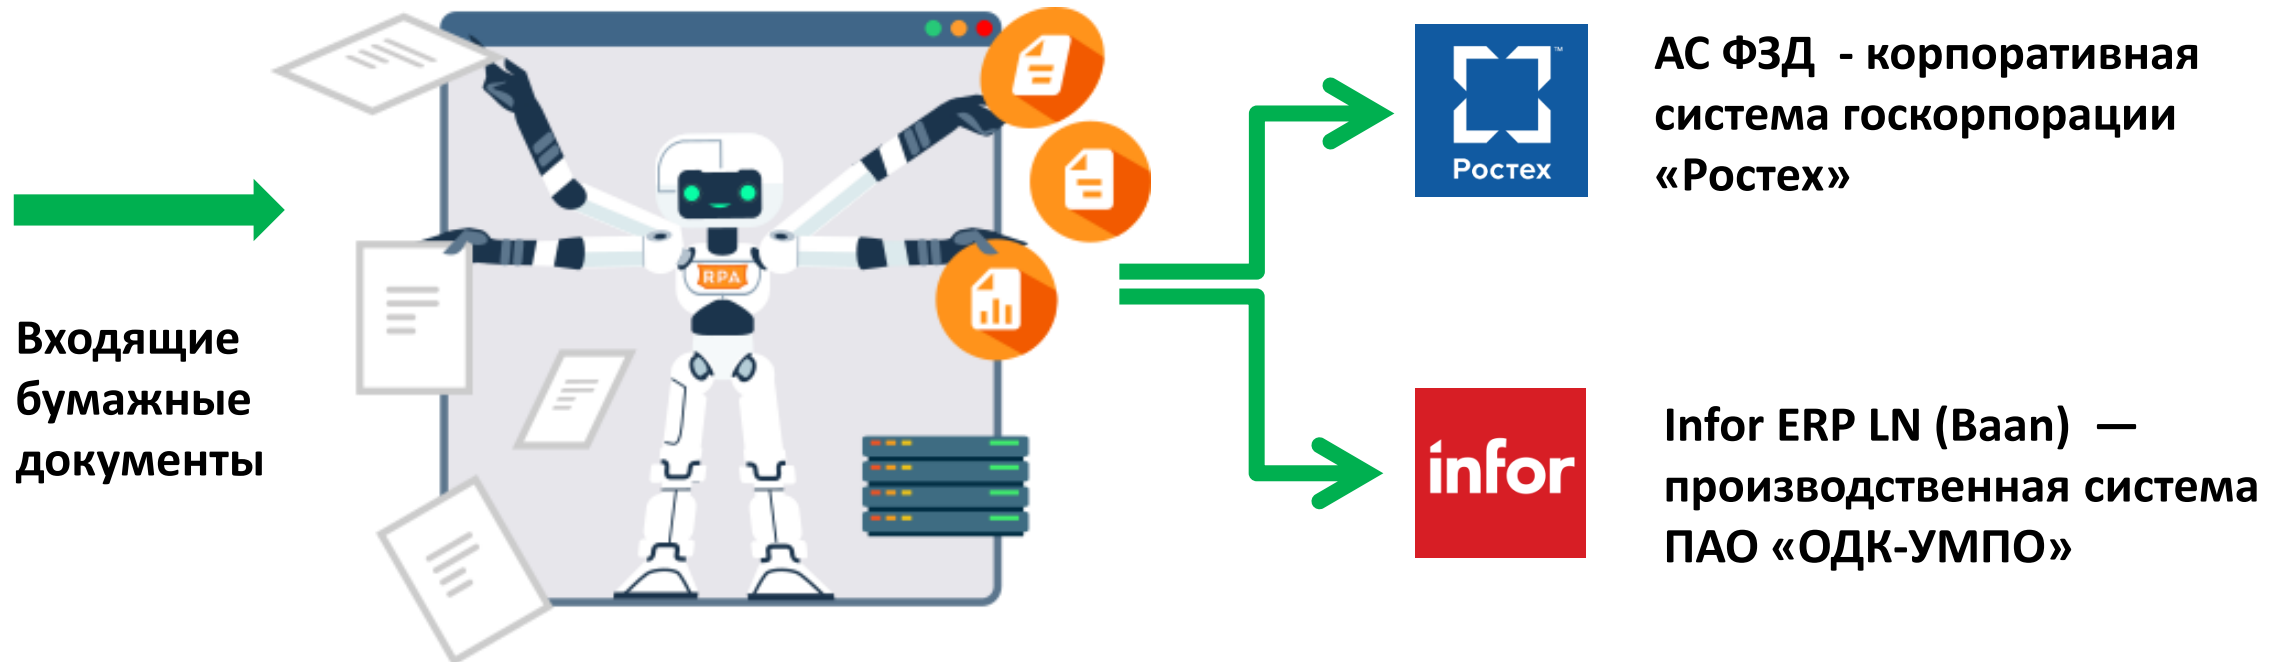 Входящие
бумажные
документы
RPA
Ростех
™
АС ФЗД - корпоративная
система госкорпорации
«Ростех»
infor
Infor ERP LN (Baan) —
производственная система
ПАО «ОДК-УМПО»